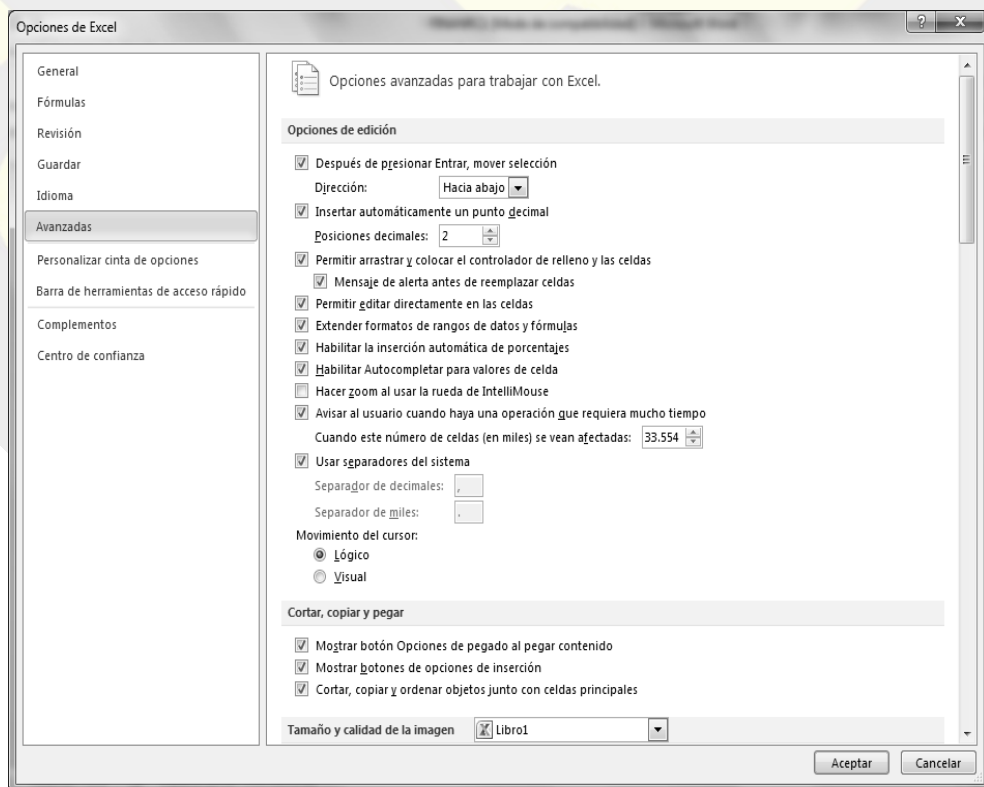 Opciones de Excel
General
Fórmulas
Revisión
Guardar
Idioma
Avanzadas
Personalizar cinta de opciones
Barra de herramientas de acceso rápido
Complementos
Centro de confianza
Opciones avanzadas para trabajar con Excel.
Opciones de edición
Después de presionar Entrar, mover selección
Dirección: Hacia abajo
Insertar automáticamente un punto decimal
Posiciones decimales: 2
Permitir arrastrar y colocar el controlador de relleno y las celdas
Mensaje de alerta antes de reemplazar celdas
Permitir editar directamente en las celdas
Extender formatos de rangos de datos y fórmulas
Habilitar la inserción automática de porcentajes
Habilitar Autocompletar para valores de celda
Hacer zoom al usar la rueda de IntelliMouse
Avisar al usuario cuando haya una operación que requiera mucho tiempo
Cuando este número de celdas (en miles) se vean afectadas: 33.554
Usar separadores del sistema
Separador de decimales: ,
Separador de miles: .
Movimiento del cursor:
Lógico
Visual
Cortar, copiar y pegar
Mostrar botón Opciones de pegado al pegar contenido
Mostrar botones de opciones de inserción
Cortar, copiar y ordenar objetos junto con celdas principales
Tamaño y calidad de la imagen Libro1
Aceptar Cancelar